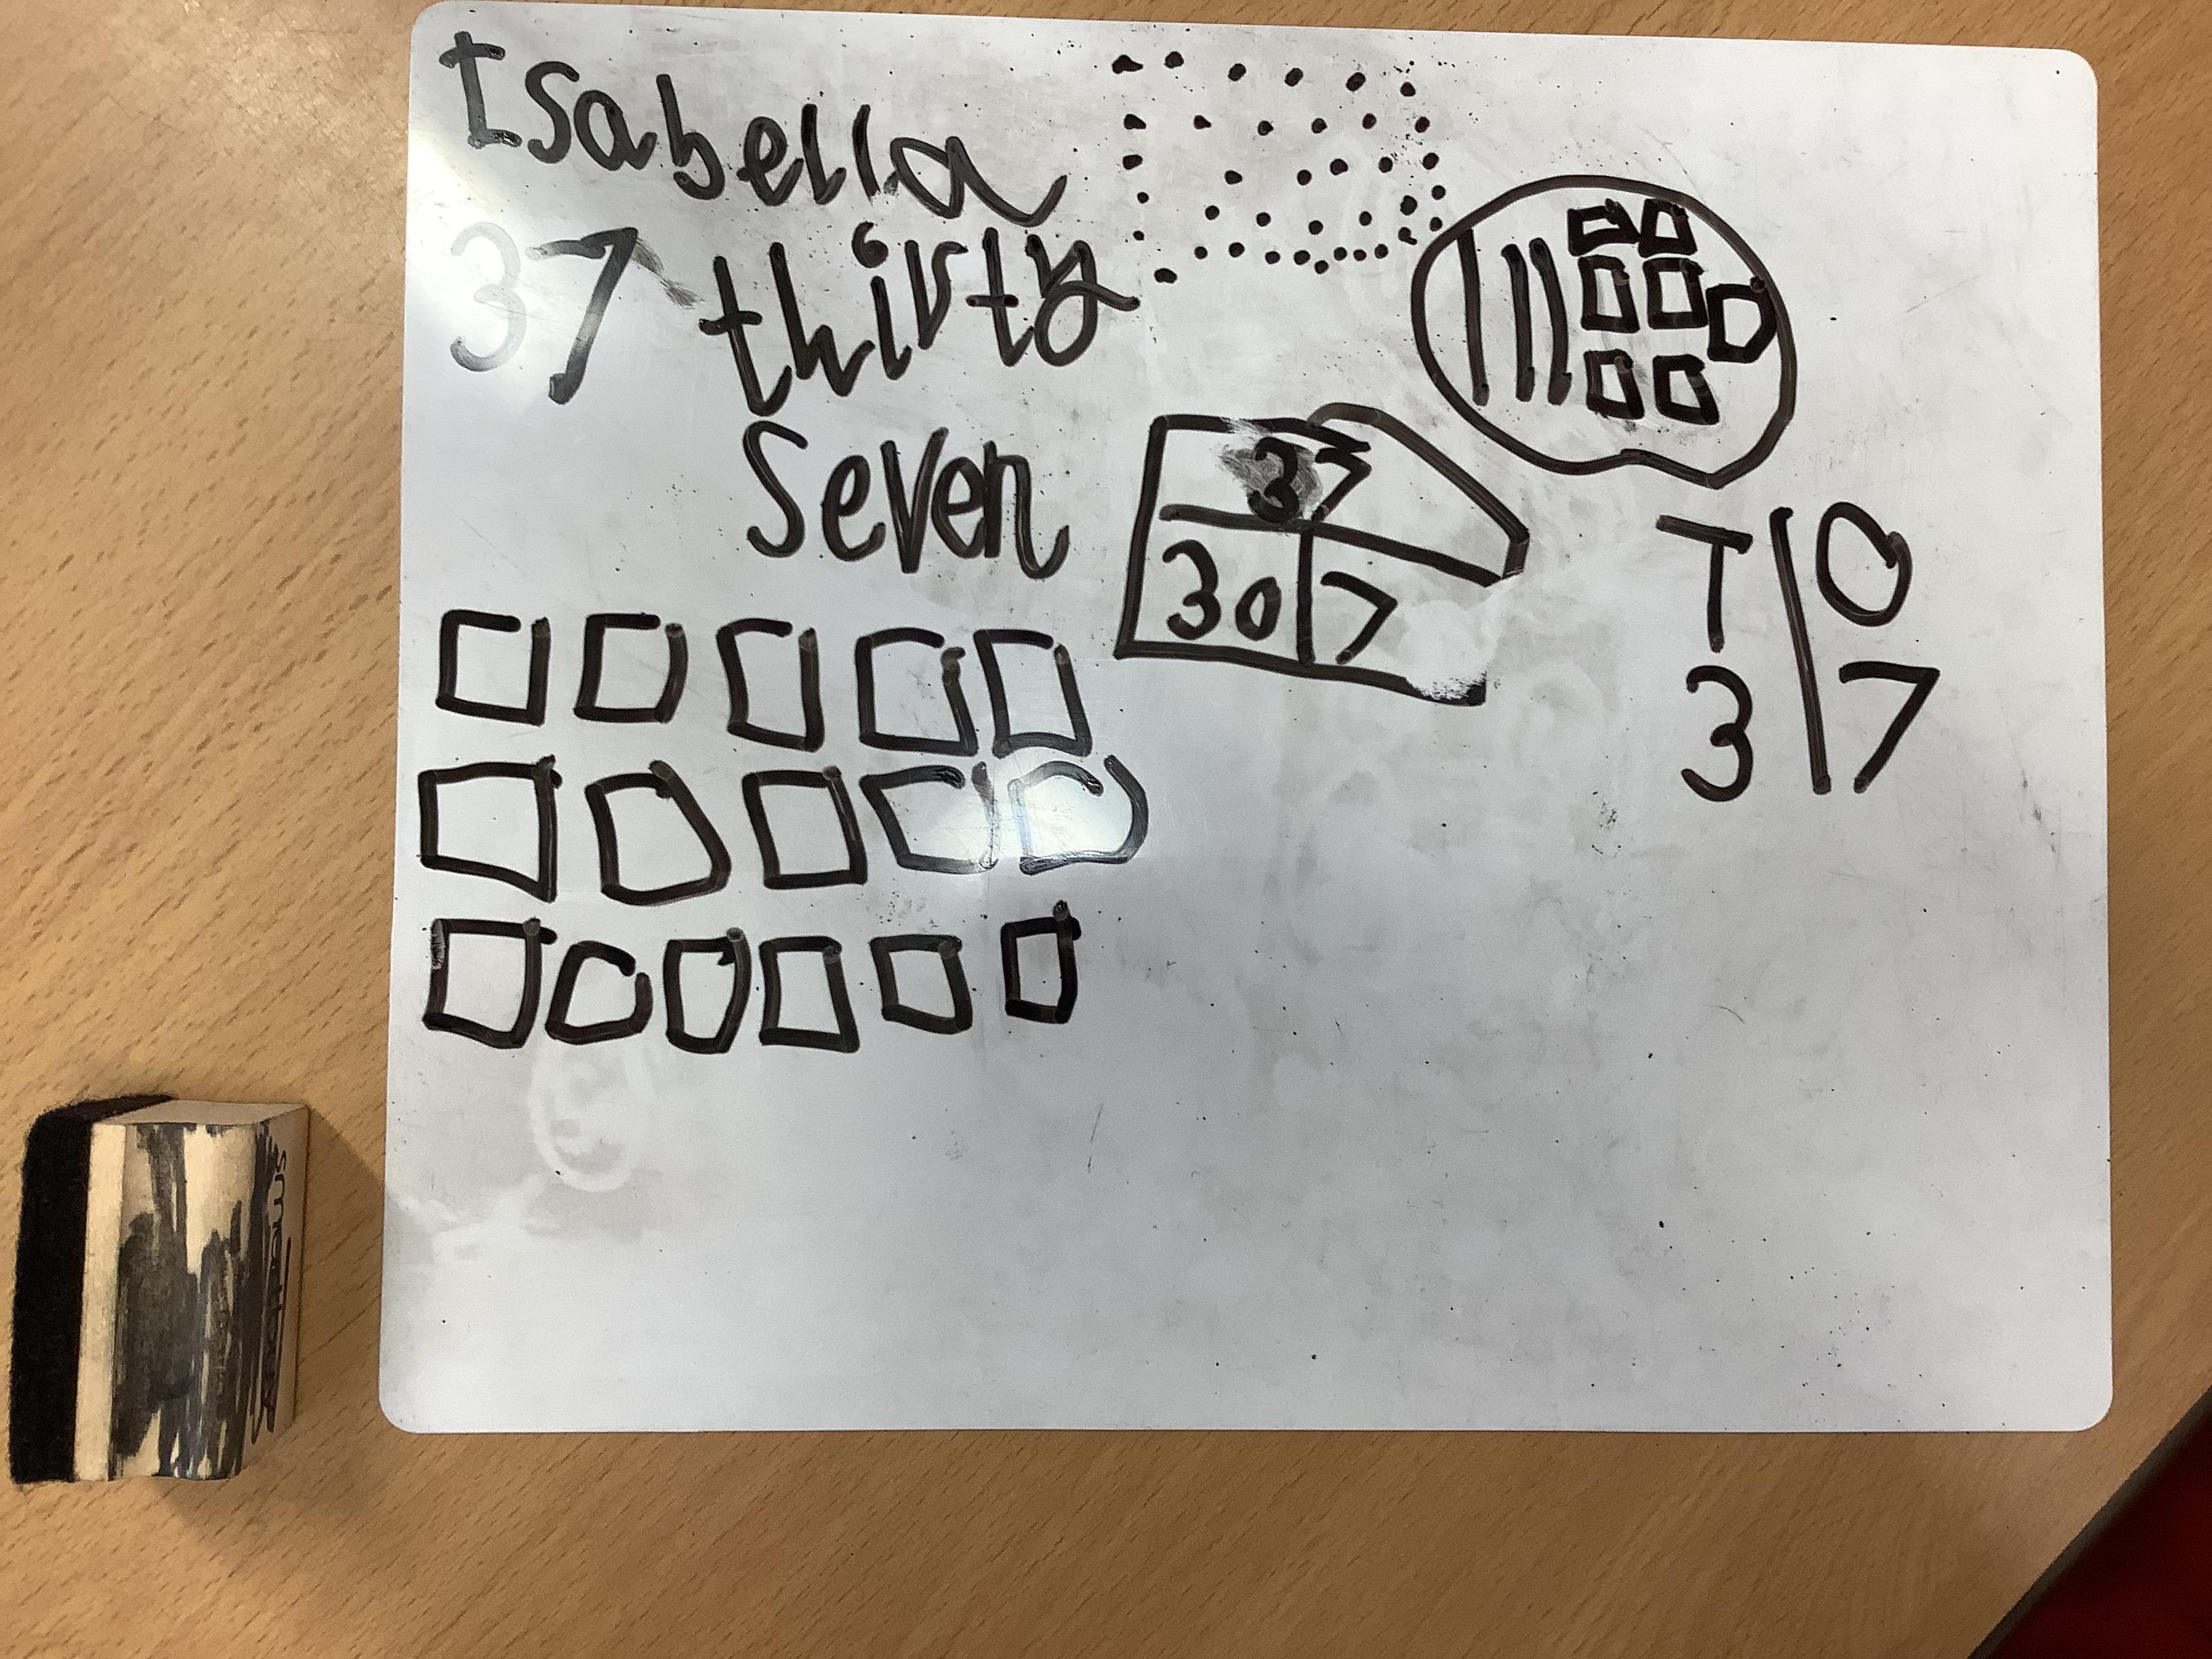 Isabella
37 thirty
seven
37
30 7
T O
3 7